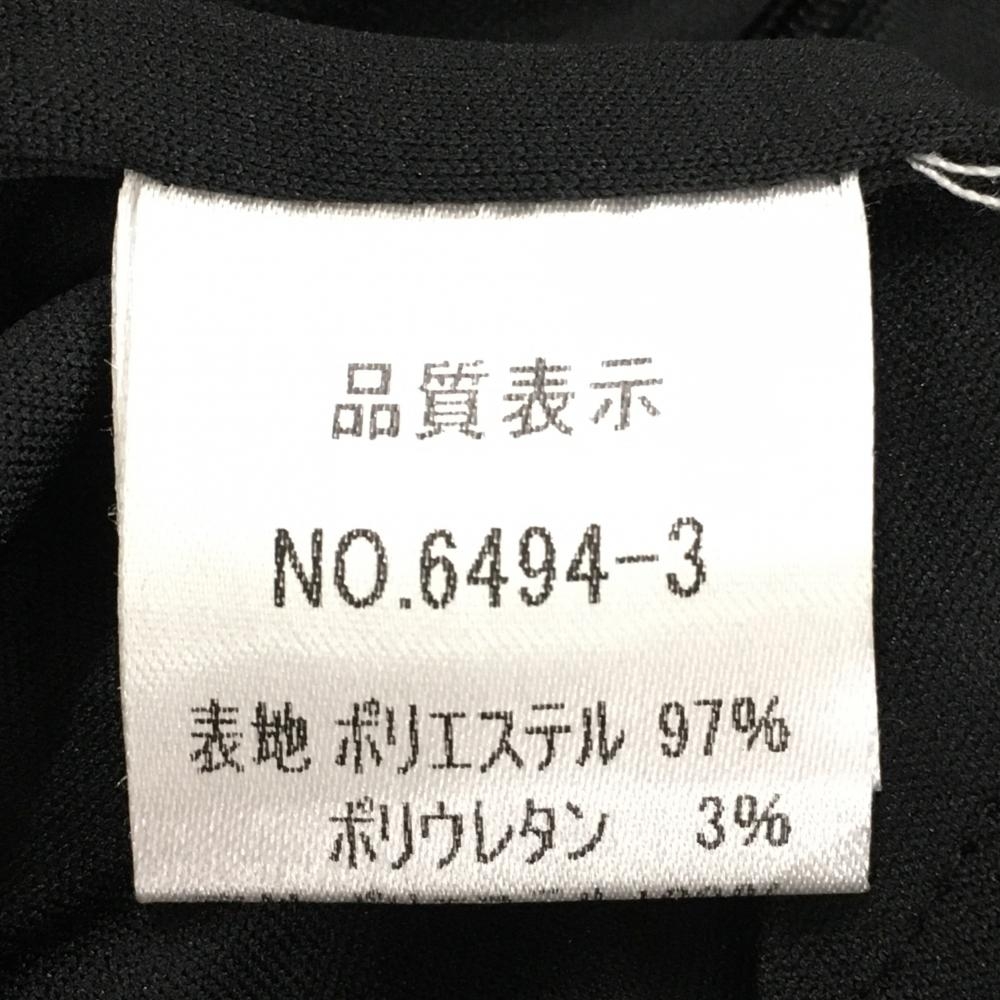 品質表示
NO.6494-3
表地 ポリエステル 97%
ポリウレタン 3%